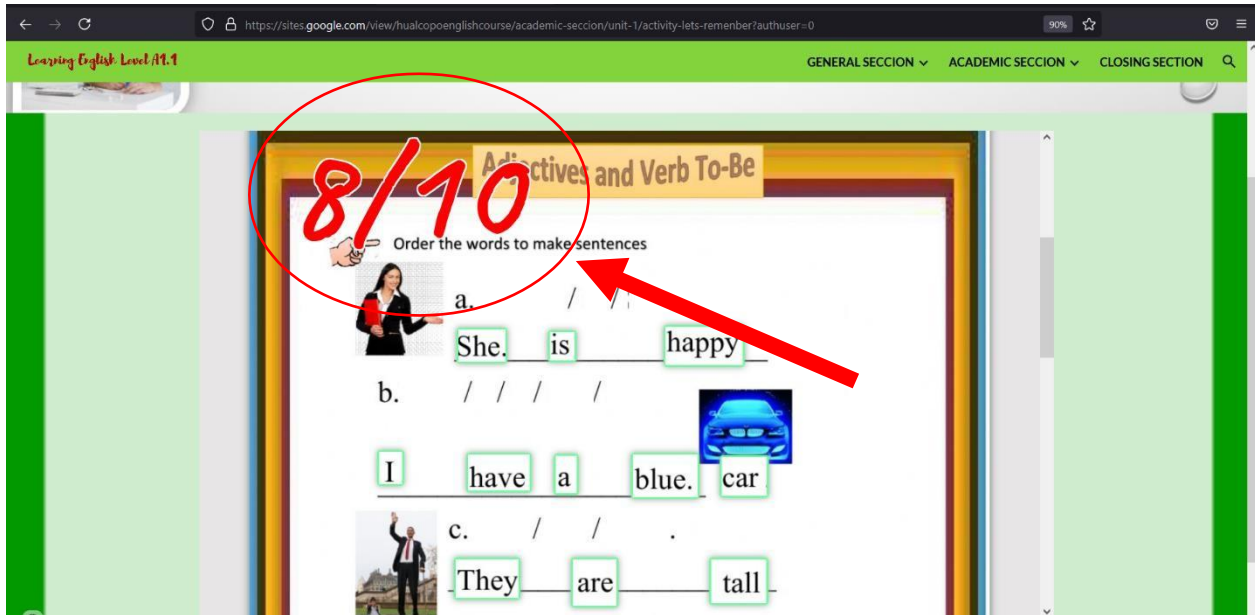 https://sites.google.com/view/hualcopoenglishcourse/academic-seccion/unit-1/activity-lets-remenber?authuser=0 90%
Learning English Level A1.1 GENERAL SECCION ACADEMIC SECCION CLOSING SECTION
8/10
Adjectives and Verb To-Be
Order the words to make sentences
a. / /
She. is happy
b. / / / /
I have a blue. car
c. / / .
They are tall